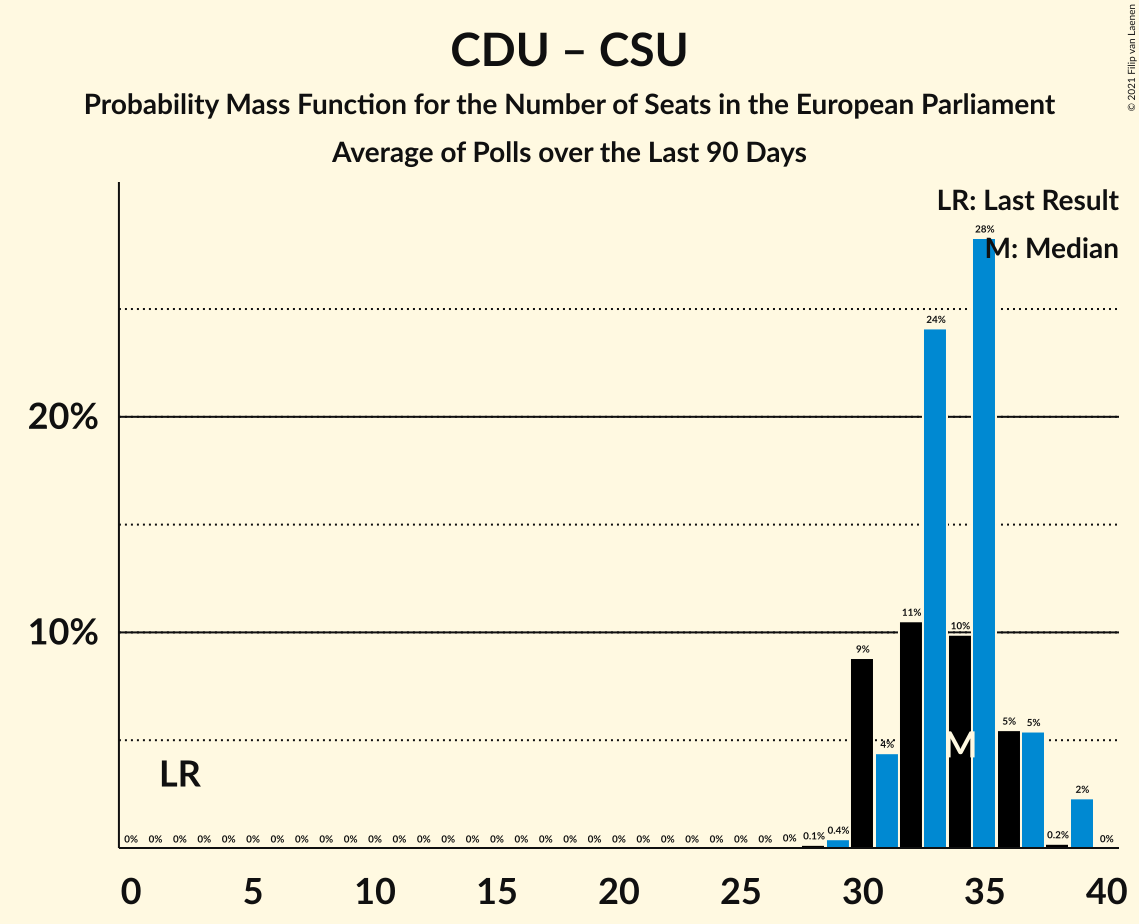 CDU – CSU
Probability Mass Function for the Number of Seats in the European Parliament
Average of Polls over the Last 90 Days
© 2021 Filip van Laenen
LR: Last Result
M: Median
28%
24%
20%
11%
10%
10%
9%
5%
5%
4%
M
LR
2%
0% 0% 0% 0% 0% 0% 0% 0% 0% 0% 0% 0% 0% 0% 0% 0% 0% 0% 0% 0% 0% 0% 0% 0% 0% 0% 0% 0% 0.1% 0.4% 0.2% 0%
0 5 10 15 20 25 30 35 40